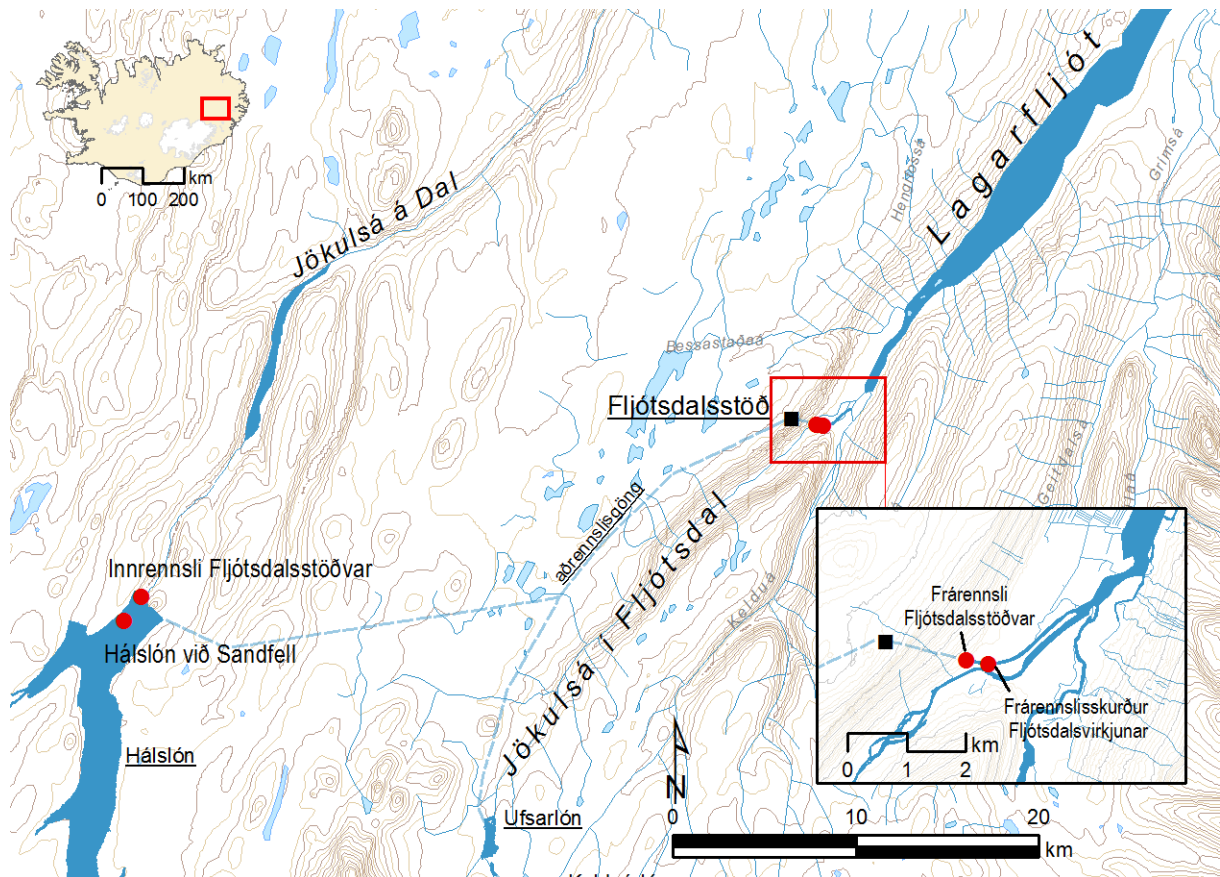 km
0 100 200
Jökulsá á Dal
Lagarfljót
Hengifossá
Grímsá
Bessastaðaá
Fljótsdalsstöð
Geitdalsá
aðrennslisgöng
Jökulsá í Fljótsdal
Kelduá
Innrennsli Fljótsdalsstöðvar
Hálslón við Sandfell
Hálslón
Ufsarlón
N
0 10 20
km
Frárennsli
Fljótsdalsstöðvar
Frárennslisskurður
Fljótsdalsvirkjunar
km
0 1 2